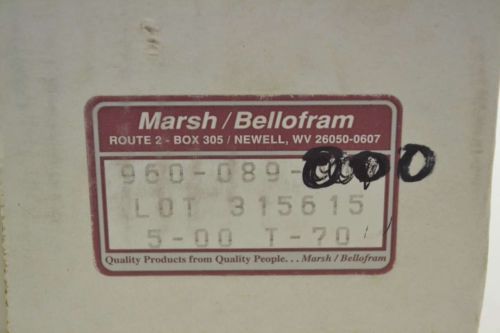 Marsh / Bellofram
ROUTE 2 - BOX 305 / NEWELL, WV 26050-0607
960-089-000
LOT 315615
5-00 T-70
Quality Products from Quality People. . . Marsh / Bellofram